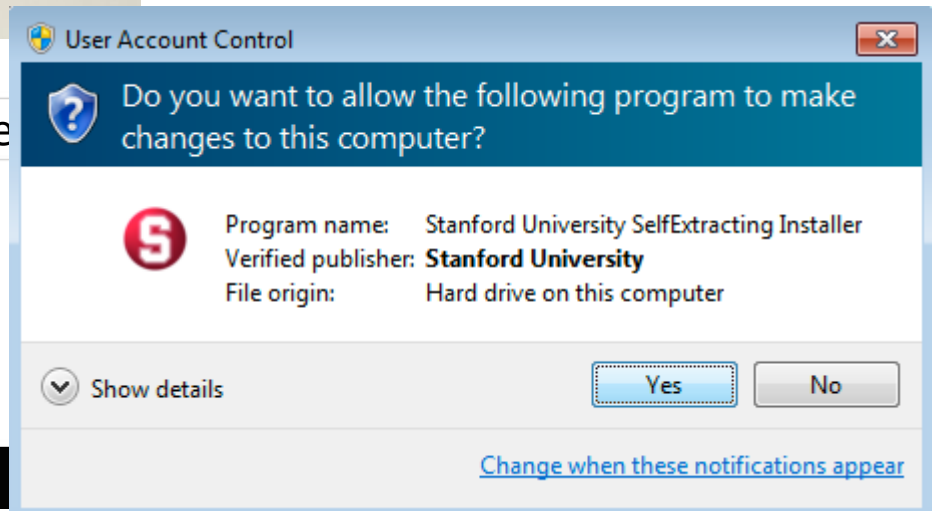 User Account Control
Do you want to allow the following program to make
changes to this computer?
e
S
Program name: Stanford University SelfExtracting Installer
Verified publisher: Stanford University
File origin: Hard drive on this computer
Show details
Yes No
Change when these notifications appear